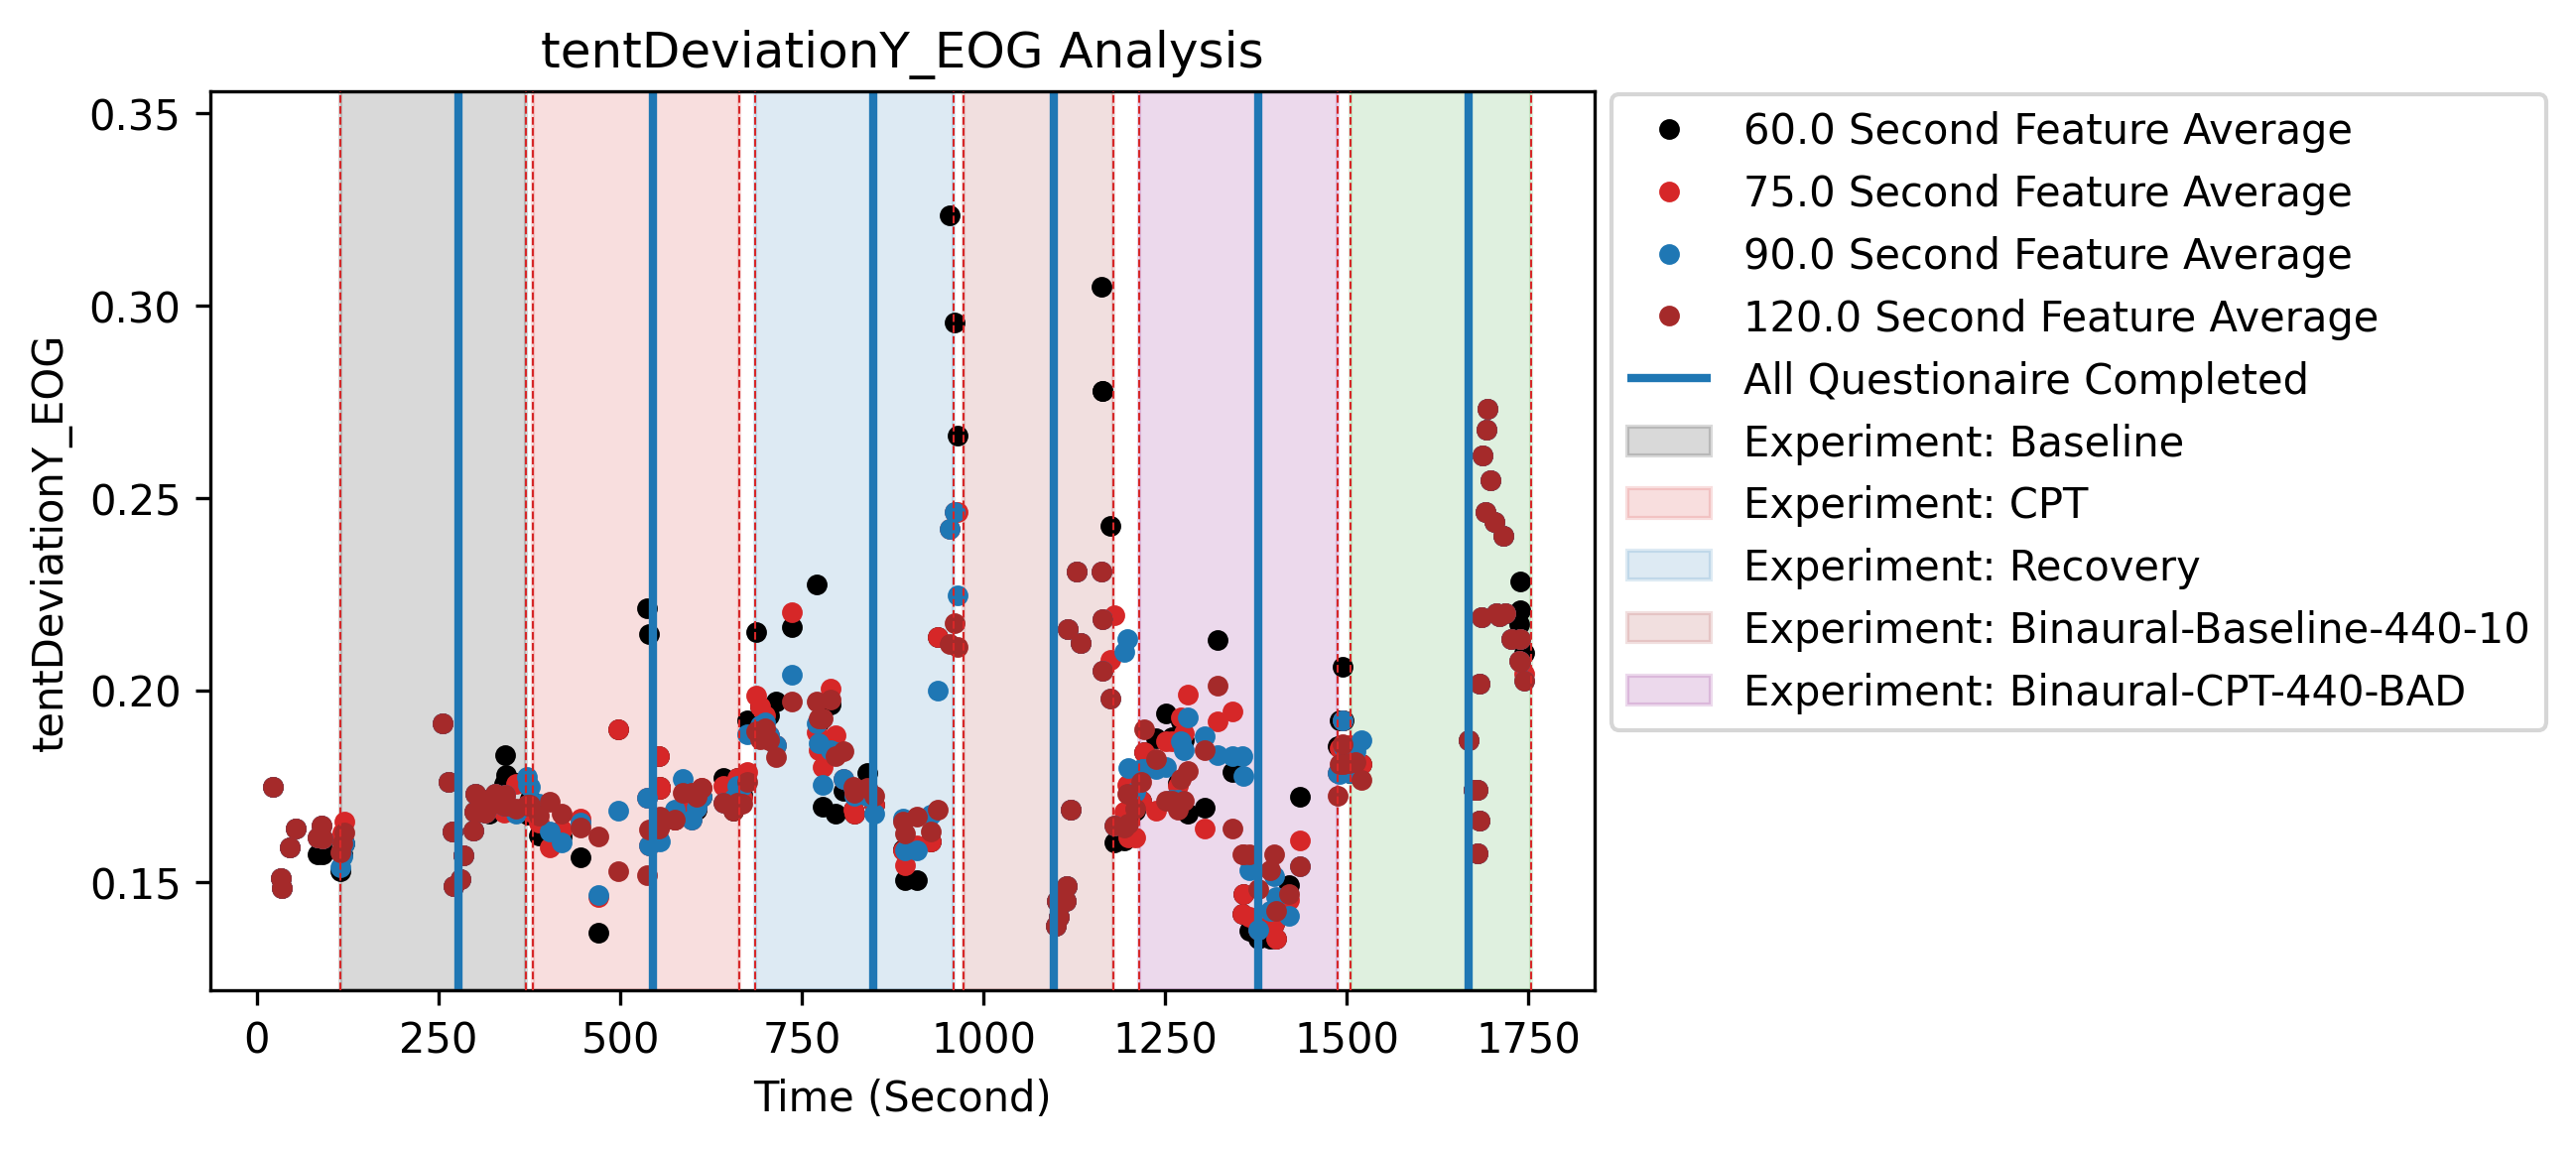 tentDeviationY_EOG Analysis
0.35
0.30
0.25
0.20
0.15
tentDeviationY_EOG
0 250 500 750 1000 1250 1500 1750
Time (Second)
60.0 Second Feature Average
75.0 Second Feature Average
90.0 Second Feature Average
120.0 Second Feature Average
All Questionaire Completed
Experiment: Baseline
Experiment: CPT
Experiment: Recovery
Experiment: Binaural-Baseline-440-10
Experiment: Binaural-CPT-440-BAD